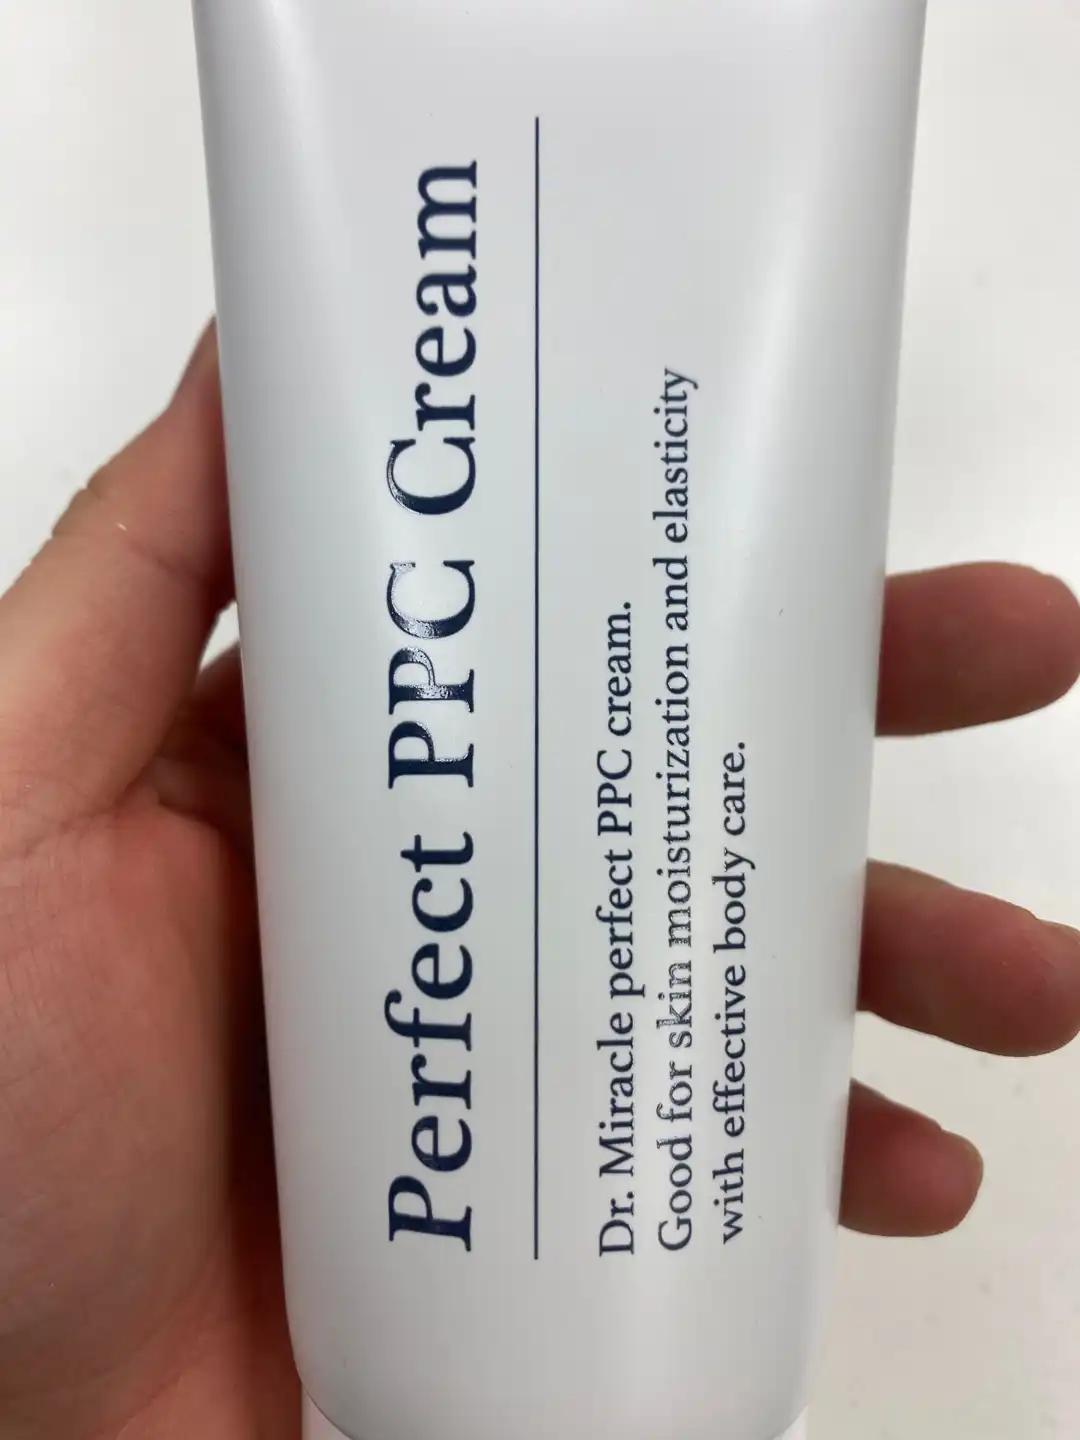 Perfect PPC Cream
Dr. Miracle perfect PPC cream.
Good for skin moisturization and elasticity
with effective body care.